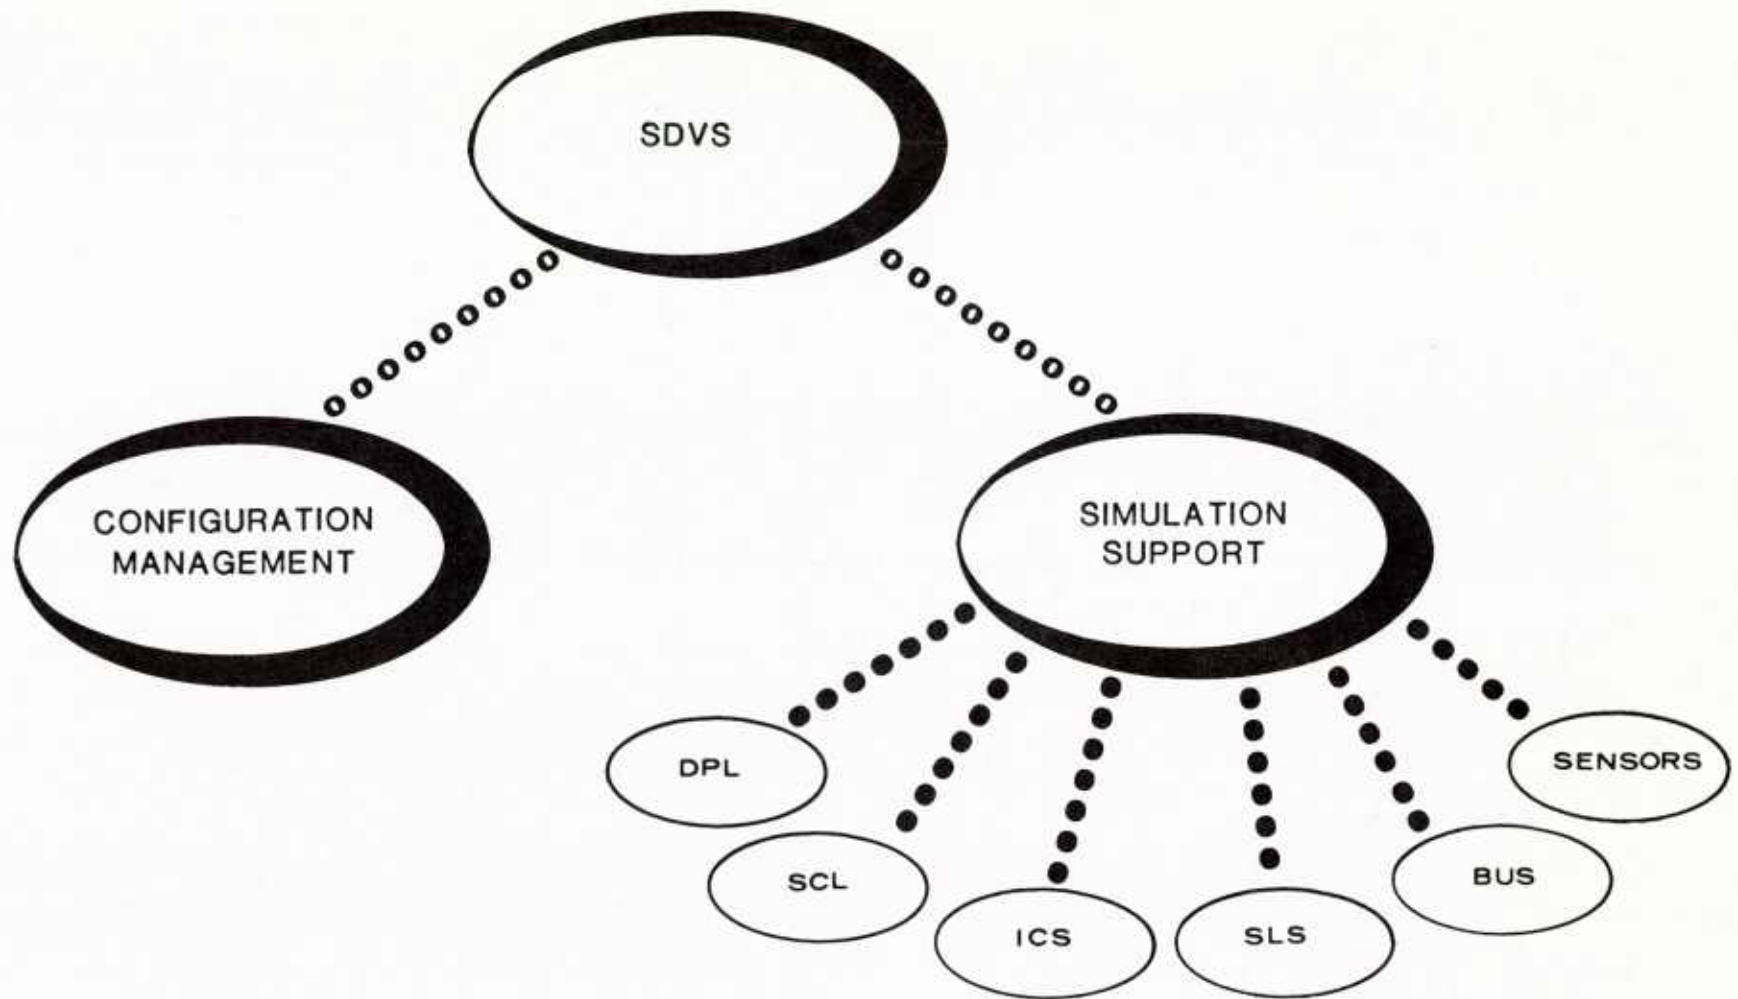 SDVS
CONFIGURATION
MANAGEMENT
SIMULATION
SUPPORT
DPL
SCL
ICS
SLS
BUS
SENSORS